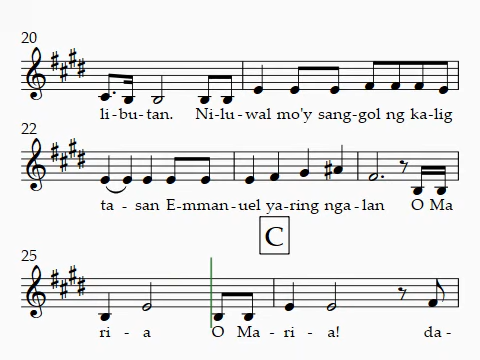 20
li-bu-tan. Ni-lu-wal mo'y sang-gol ng ka-lig
22
ta - san E-mman-uel ya-ring nga-lan O Ma
C
25
ri - a O Ma-ri-a! da-